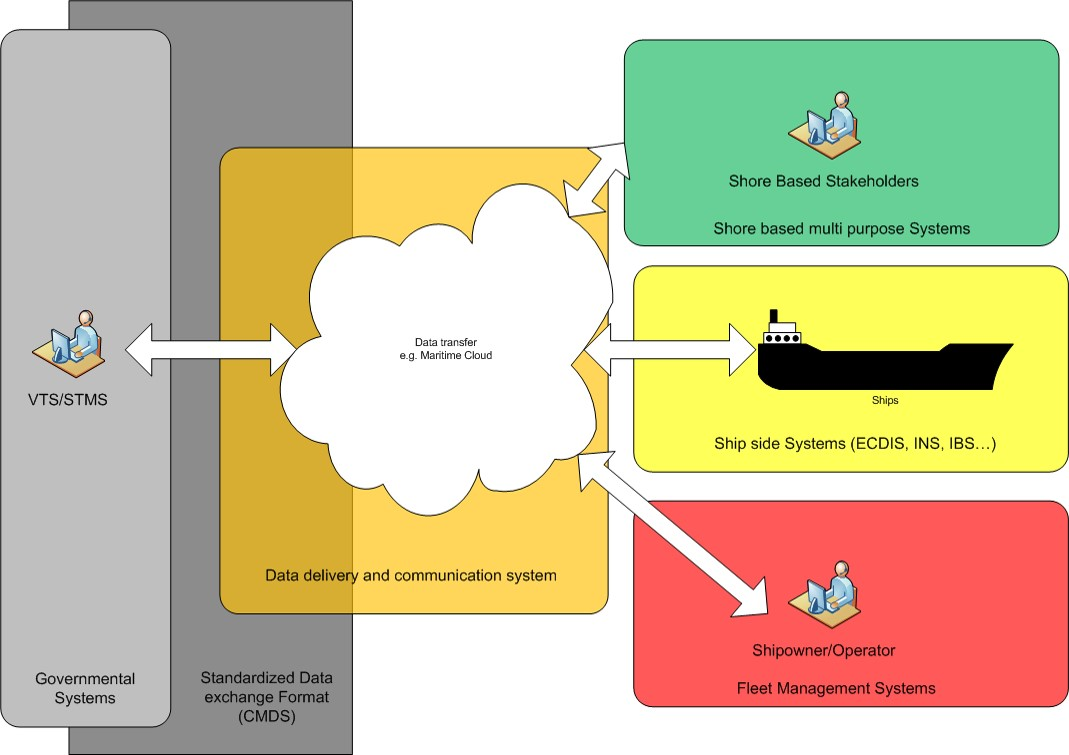 VTS/STMS
Governmental
Systems
Standardized Data
exchange Format
(CMDS)
Data transfer
e.g. Maritime Cloud
Data delivery and communication system
Shore Based Stakeholders
Shore based multi purpose Systems
Ships
Ship side Systems (ECDIS, INS, IBS…)
Shipowner/Operator
Fleet Management Systems